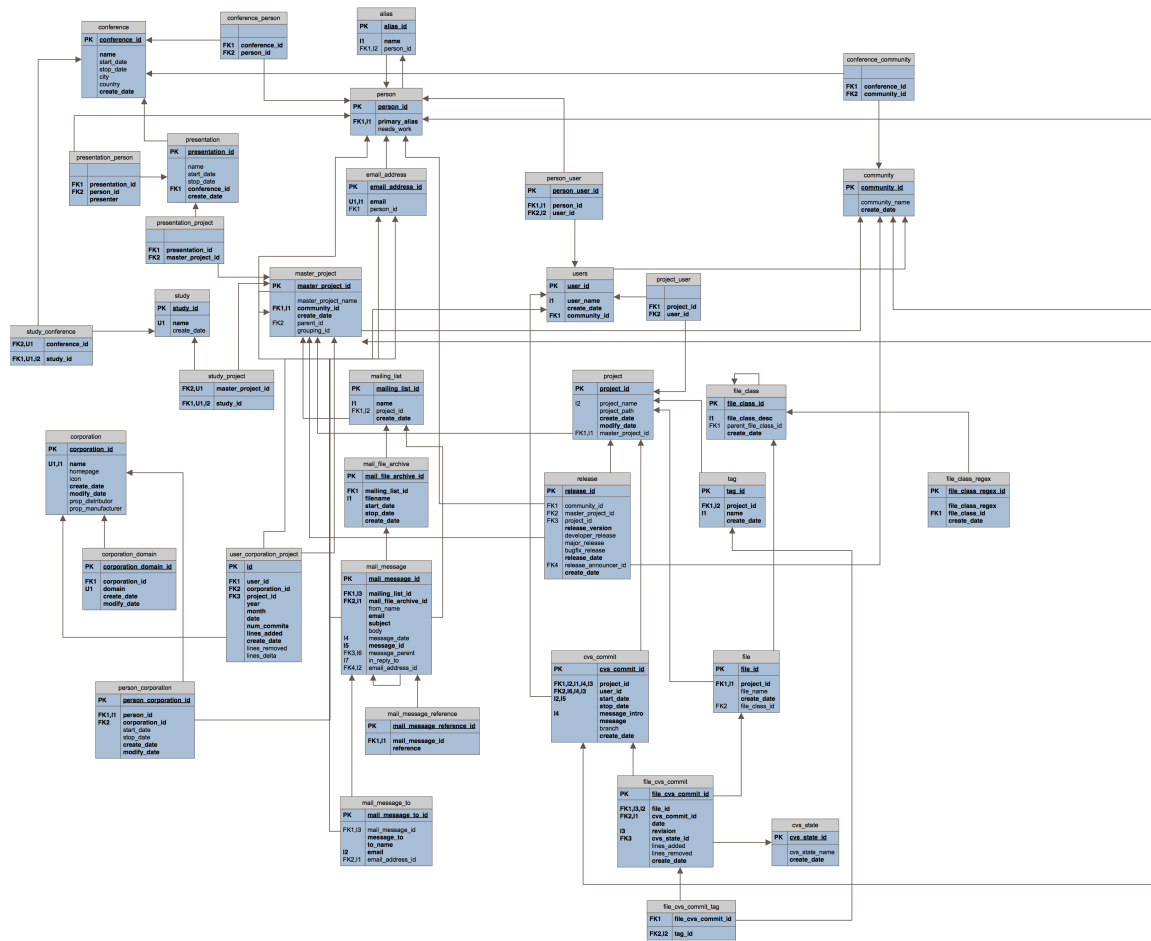 conference
PK conference_id
name
start_date
stop_date
city
country
create_date
conference_person
FK1 conference_id
FK2 person_id
alias
PK alias_id
I1 name
FK1,I2 person_id
conference_community
FK1 conference_id
FK2 community_id
person
PK person_id
FK1,I1 primary_alias
needs_work
presentation
PK presentation_id
name
start_date
stop_date
FK1 conference_id
create_date
presentation_person
FK1 presentation_id
FK2 person_id
presenter
email_address
PK email_address_id
U1,I1 email
FK1 person_id
person_user
PK person_user_id
FK1,I1 person_id
FK2,I2 user_id
community
PK community_id
community_name
create_date
presentation_project
FK1 presentation_id
FK2 master_project_id
master_project
PK master_project_id
master_project_name
FK1,I1 community_id
create_date
FK2 parent_id
grouping_id
users
PK user_id
I1 user_name
create_date
FK1 community_id
project_user
FK1 project_id
FK2 user_id
study
PK study_id
U1 name
create_date
study_conference
FK2,U1 conference_id
FK1,U1,I2 study_id
study_project
FK2,U1 master_project_id
FK1,U1,I2 study_id
mailing_list
PK mailing_list_id
I1 name
FK1,I2 project_id
create_date
project
PK project_id
I2 project_name
project_path
create_date
modify_date
FK1,I1 master_project_id
file_class
PK file_class_id
I1 file_class_desc
FK1 parent_file_class_id
create_date
corporation
PK corporation_id
U1,I1 name
homepage
icon
create_date
modify_date
prop_distributor
prop_manufacturer
mail_file_archive
PK mail_file_archive_id
FK1 mailing_list_id
I1 filename
start_date
stop_date
create_date
release
PK release_id
FK1 community_id
FK2 master_project_id
FK3 project_id
release_version
developer_release
major_release
bugfix_release
release_date
FK4 release_announcer_id
create_date
tag
PK tag_id
FK1,I2 project_id
I1 name
create_date
file_class_regex
PK file_class_regex_id
file_class_regex
FK1 file_class_id
create_date
corporation_domain
PK corporation_domain_id
FK1 corporation_id
U1 domain
create_date
modify_date
user_corporation_project
PK id
FK1 user_id
FK2 corporation_id
FK3 project_id
year
month
date
num_commits
lines_added
create_date
lines_removed
lines_delta
mail_message
PK mail_message_id
FK1,I3 mailing_list_id
FK2,I1 mail_file_archive_id
from_name
email
subject
body
I4 message_date
I5 message_id
FK3,I6 message_parent
I7 in_reply_to
FK4,I2 email_address_id
cvs_commit
PK cvs_commit_id
FK1,I2,I1,I4,I3 project_id
FK2,I6,I4,I3 user_id
I2,I5 start_date
stop_date
I4 message_intro
message
branch
create_date
file
PK file_id
FK1,I1 project_id
file_name
create_date
FK2 file_class_id
person_corporation
PK person_corporation_id
FK1,I1 person_id
FK2 corporation_id
start_date
stop_date
create_date
modify_date
mail_message_reference
PK mail_message_reference_id
FK1,I1 mail_message_id
reference
mail_message_to
PK mail_message_to_id
FK1,I3 mail_message_id
message_to
to_name
I2 email
FK2,I1 email_address_id
file_cvs_commit
PK file_cvs_commit_id
FK1,I3,I2 file_id
FK2,I1 cvs_commit_id
date
I3 revision
FK3 cvs_state_id
lines_added
lines_removed
create_date
cvs_state
PK cvs_state_id
cvs_state_name
create_date
file_cvs_commit_tag
FK1 file_cvs_commit_id
FK2,I2 tag_id